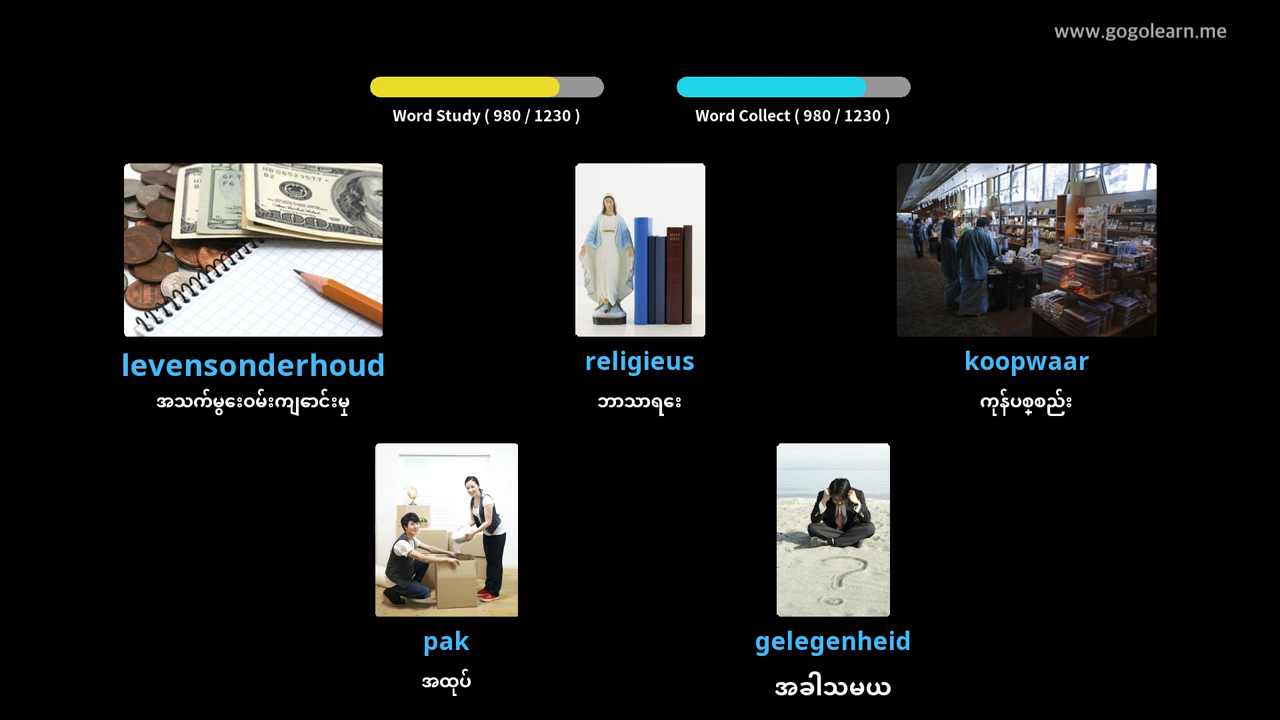 www.gogolearn.me
Word Study ( 980 / 1230 )
Word Collect ( 980 / 1230 )
levensonderhoud
အသက်မွေးဝမ်းကျောင်းမှု
religieus
ဘာသာရေး
koopwaar
ကုန်ပစ္စည်း
pak
အထုပ်
gelegenheid
အခါသမယ